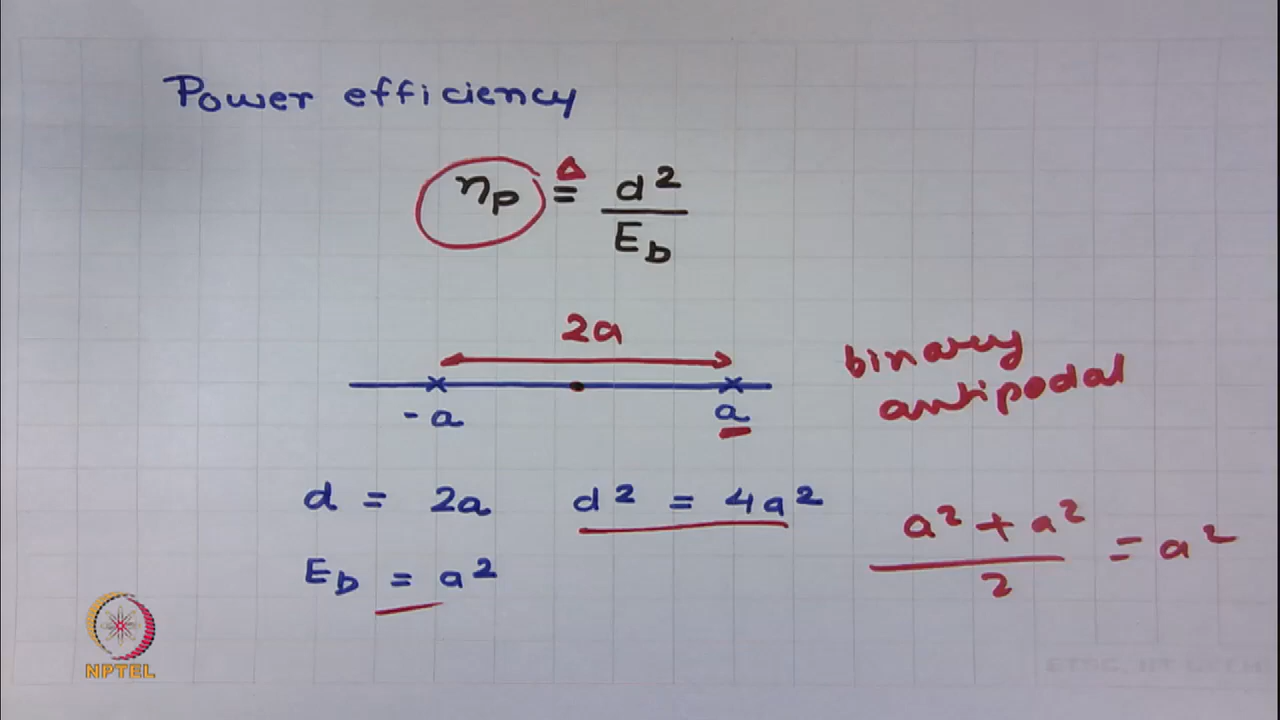 Power efficiency
ηp ≜ d²
Eb
2a
binary
antipodal
-a a
d = 2a d² = 4a²
a² + a²
2
= a²
Eb = a²
NPTEL